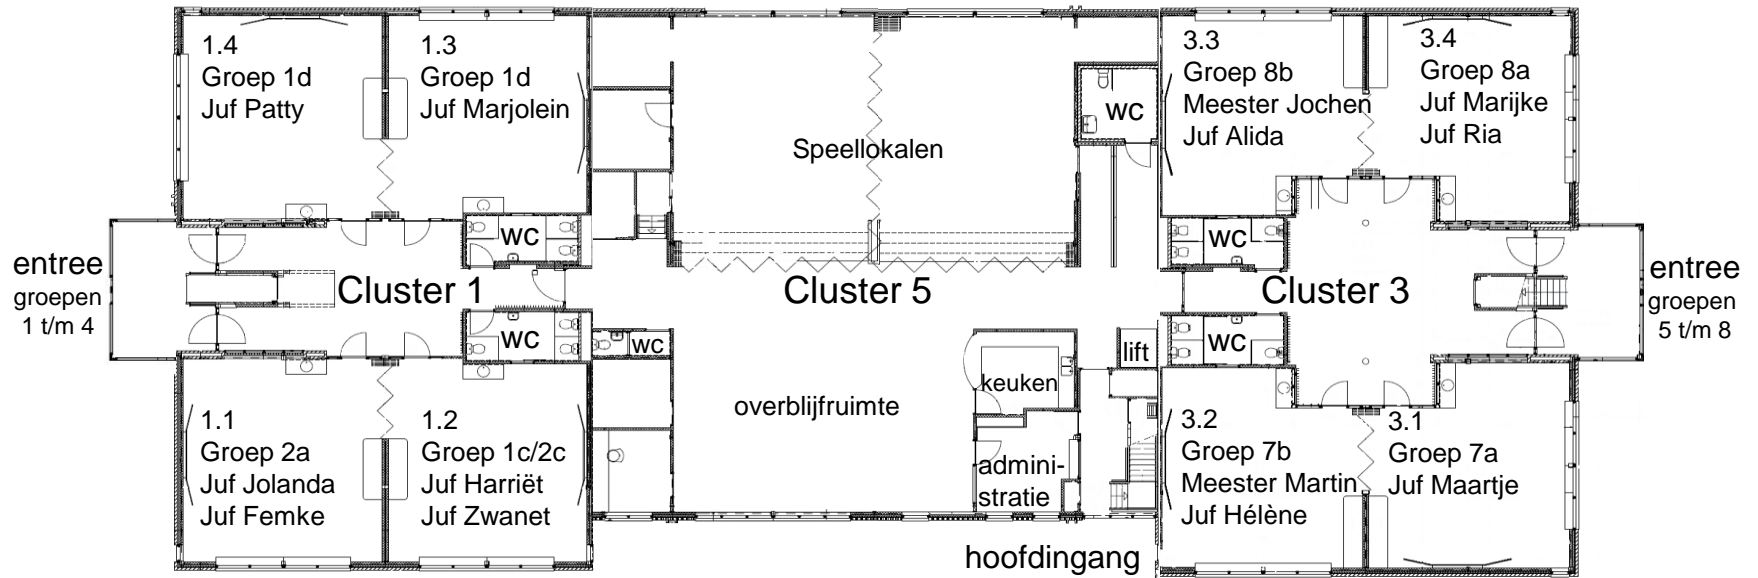 1.4
Groep 1d
Juf Patty
1.3
Groep 1d
Juf Marjolein
Speellokalen
wc
3.3
Groep 8b
Meester Jochen
Juf Alida
3.4
Groep 8a
Juf Marijke
Juf Ria
entree
groepen
1 t/m 4
wc
Cluster 1
wc
wc
Cluster 5
wc
Cluster 3
wc
entree
groepen
5 t/m 8
lift
keuken
overblijfruimte
admini-
stratie
1.1
Groep 2a
Juf Jolanda
Juf Femke
1.2
Groep 1c/2c
Juf Harriët
Juf Zwanet
3.2
Groep 7b
Meester Martin
Juf Hélène
3.1
Groep 7a
Juf Maartje
hoofdingang